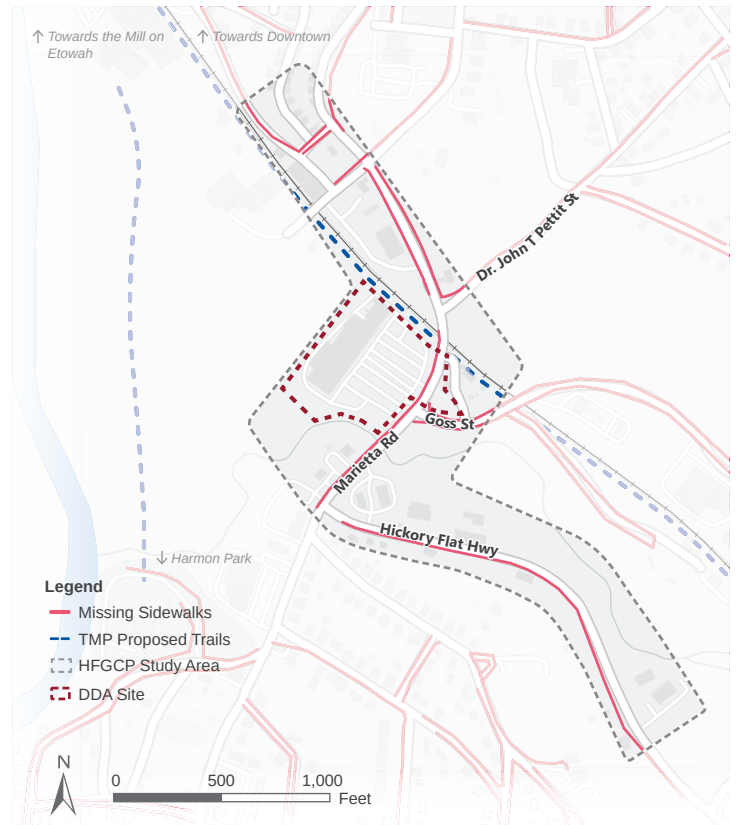 ↑ Towards the Mill on
Etowah
↑ Towards Downtown
Dr. John T Pettit St
Goss St
Marietta Rd
Hickory Flat Hwy
↓ Harmon Park
Legend
Missing Sidewalks
TMP Proposed Trails
HFGCP Study Area
DDA Site
N
0 500 1,000
Feet